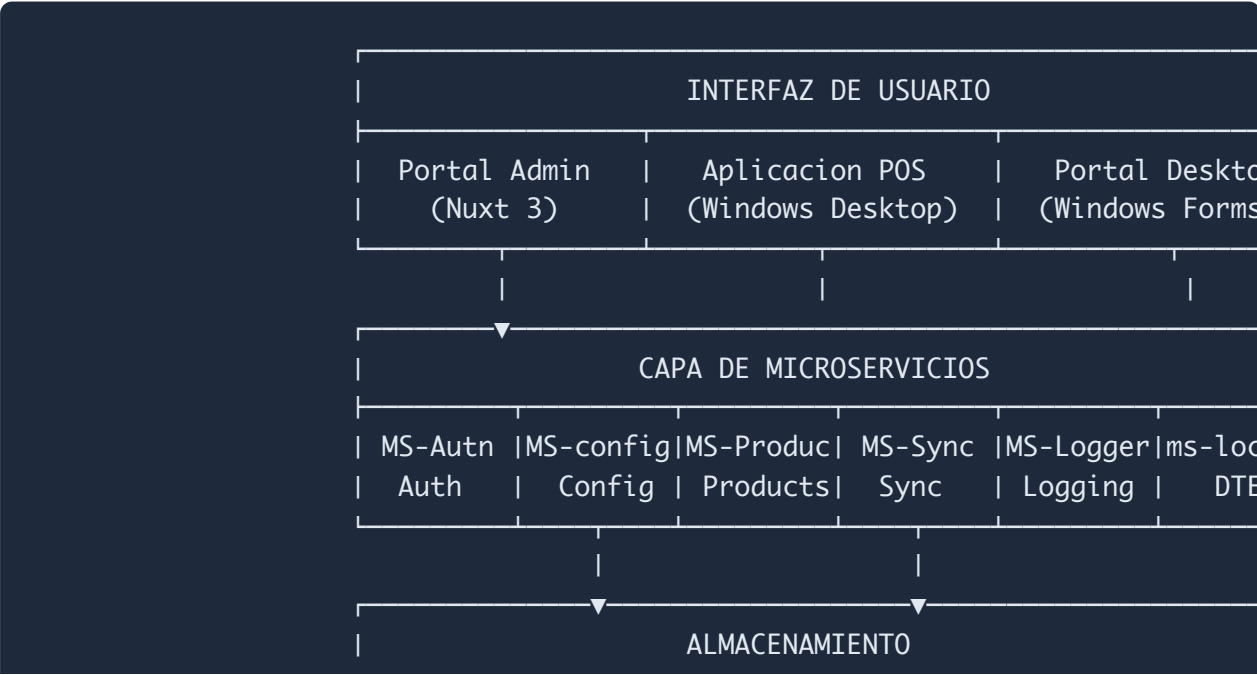 INTERFAZ DE USUARIO
| Portal Admin | Aplicacion POS | Portal Deskto
| (Nuxt 3) | (Windows Desktop) | (Windows Forms
CAPA DE MICROSERVICIOS
| MS-Autn |MS-config|MS-Produc| MS-Sync |MS-Logger|ms-loc
| Auth | Config | Products| Sync | Logging | DTE
ALMACENAMIENTO